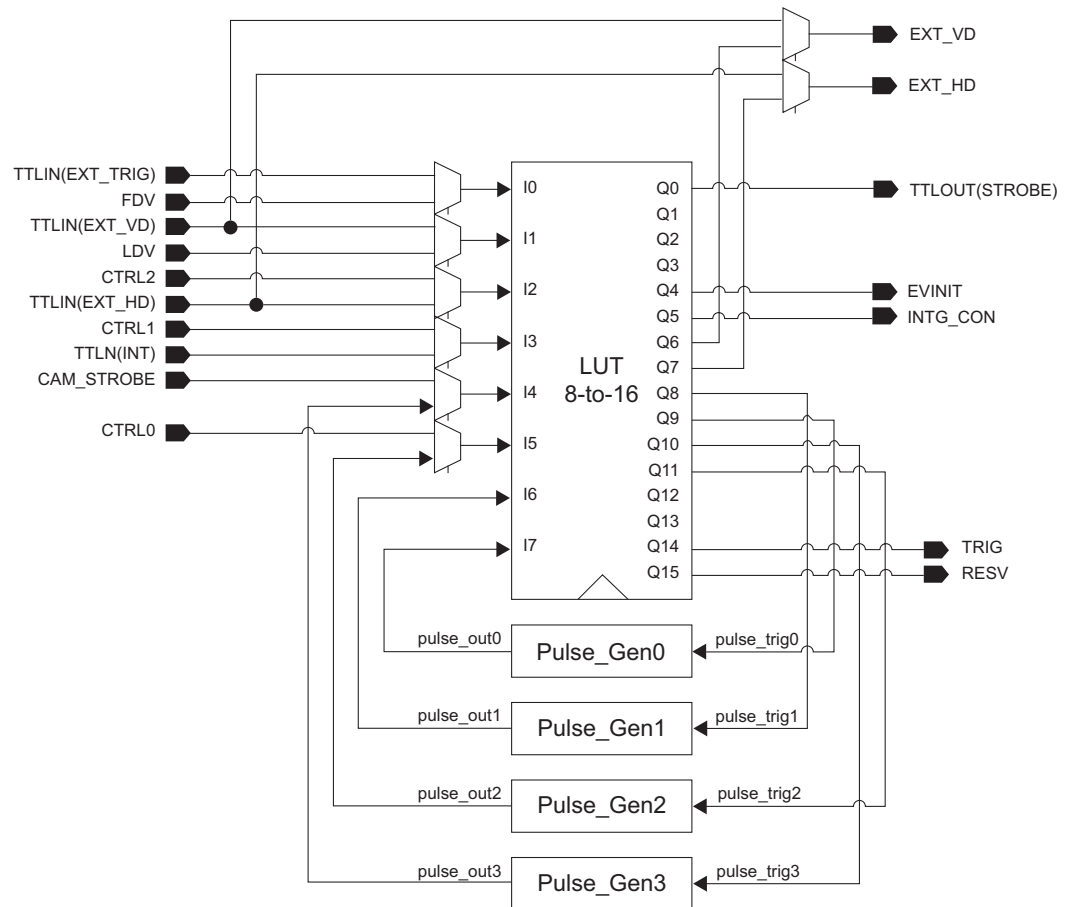 EXT_VD
EXT_HD
TTLIN(EXT_TRIG)
FDV
TTLIN(EXT_VD)
LDV
CTRL2
TTLIN(EXT_HD)
CTRL1
TTLN(INT)
CAM_STROBE
CTRL0
I0
I1
I2
I3
I4
I5
I6
I7
LUT
8-to-16
Q0
Q1
Q2
Q3
Q4
Q5
Q6
Q7
Q8
Q9
Q10
Q11
Q12
Q13
Q14
Q15
TTLOUT(STROBE)
EVINIT
INTG_CON
TRIG
RESV
pulse_out0
Pulse_Gen0
pulse_trig0
pulse_out1
Pulse_Gen1
pulse_trig1
pulse_out2
Pulse_Gen2
pulse_trig2
pulse_out3
Pulse_Gen3
pulse_trig3